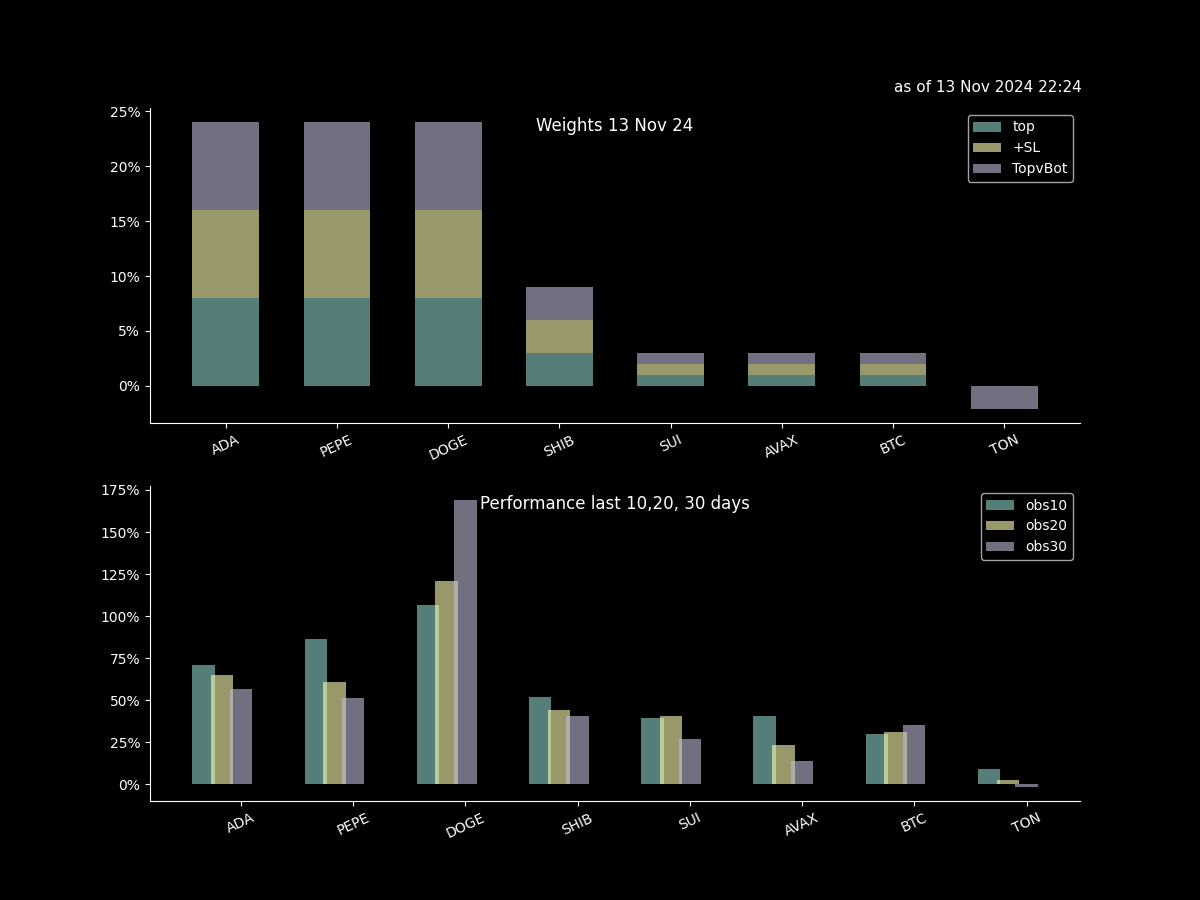 as of 13 Nov 2024 22:24
Weights 13 Nov 24
top
+SL
TopvBot
25%
20%
15%
10%
5%
0%
ADA PEPE DOGE SHIB SUI AVAX BTC TON
Performance last 10,20, 30 days
obs10
obs20
obs30
175%
150%
125%
100%
75%
50%
25%
0%
ADA PEPE DOGE SHIB SUI AVAX BTC TON